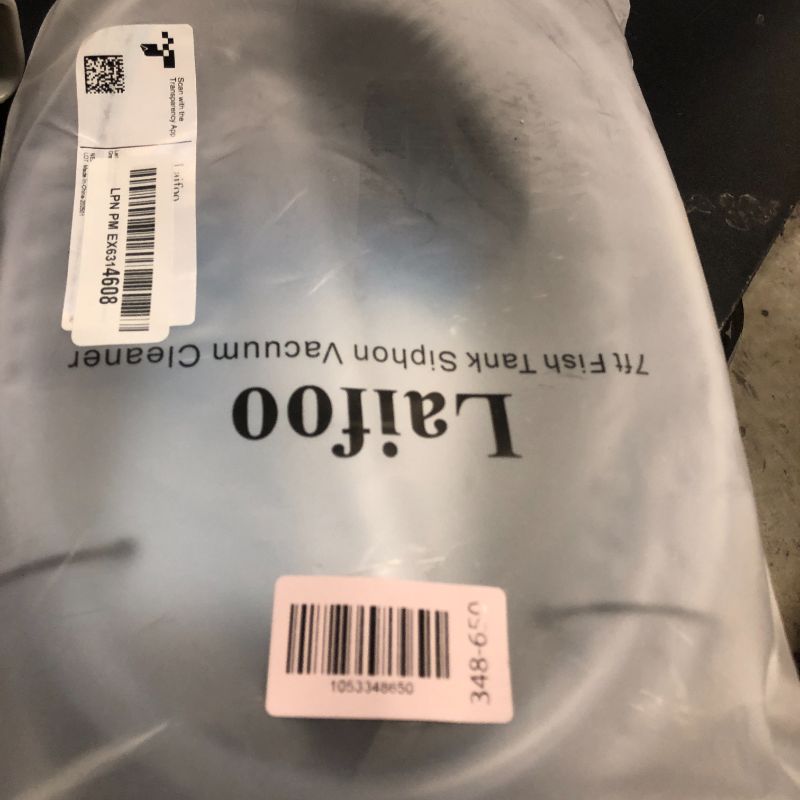 Scan with the
Transparency App
Laifoo
LPN PM EX6314608
Laifoo
7ft Fish Tank Siphon Vacuum Cleaner
1053348650
348-650